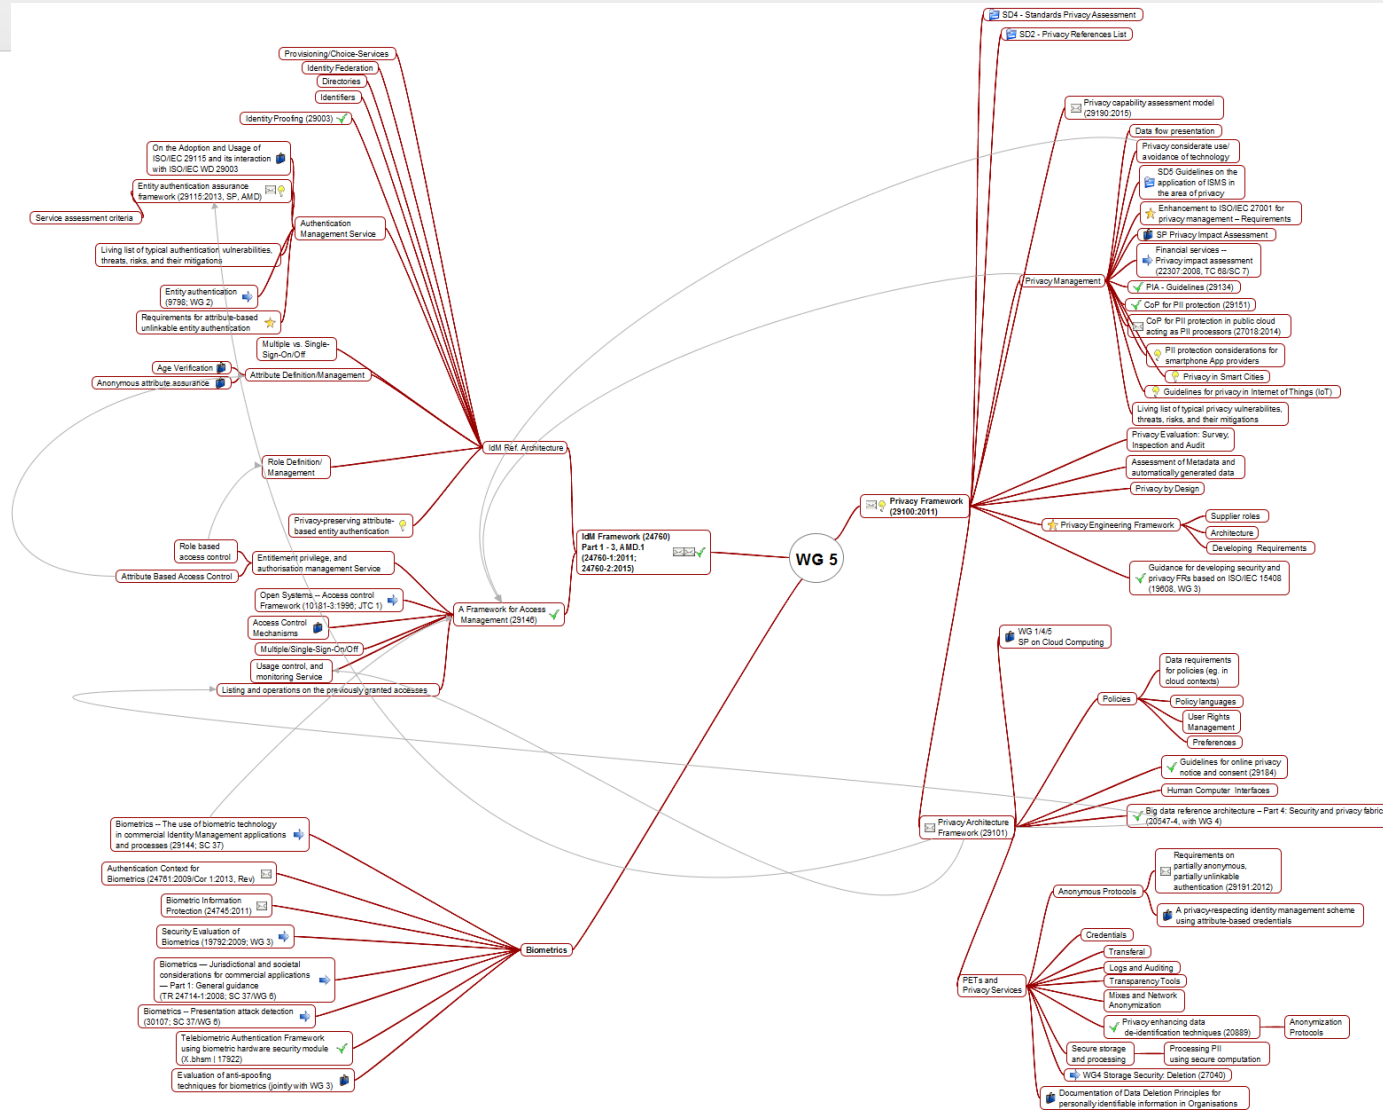 SD4 - Standards Privacy Assessment
SD2 - Privacy References List
Provisioning/Choice-Services
Identity Federation
Directories
Identifiers
Identity Proofing (29003)
On the Adoption and Usage of
ISO/IEC 29115 and its interaction
with ISO/IEC WD 29003
Entity authentication assurance
framework (29115:2013, SP, AMD)
Service assessment criteria
Authentication
Management Service
Living list of typical authentication vulnerabilities,
threats, risks, and their mitigations
Entity authentication
(9798; WG 2)
Requirements for attribute-based
unlinkable entity authentication
Multiple vs. Single-
Sign-On/Off
Age Verification
Anonymous attribute assurance
Attribute Definition/Management
IdM Ref. Architecture
Role Definition/
Management
Privacy-preserving attribute-
based entity authentication
Role based
access control
Attribute Based Access Control
Entitlement privilege, and
authorisation management Service
Open Systems -- Access control
Framework (10181-3:1996; JTC 1)
Access Control
Mechanisms
Multiple/Single-Sign-On/Off
Usage control, and
monitoring Service
Listing and operations on the previously granted accesses
A Framework for Access
Management (29146)
IdM Framework (24760)
Part 1 - 3, AMD.1
(24760-1:2011;
24760-2:2015)
WG 5
Privacy Framework
(29100:2011)
Privacy capability assessment model
(29190:2015)
Data flow presentation
Privacy considerate use/
avoidance of technology
SD5 Guidelines on the
application of ISMS in
the area of privacy
Enhancement to ISO/IEC 27001 for
privacy management – Requirements
SP Privacy Impact Assessment
Financial services --
Privacy impact assessment
(22307:2008, TC 68/SC 7)
Privacy Management
PIA - Guidelines (29134)
CoP for PII protection (29151)
CoP for PII protection in public cloud
acting as PII processors (27018:2014)
PII protection considerations for
smartphone App providers
Privacy in Smart Cities
Guidelines for privacy in Internet of Things (IoT)
Living list of typical privacy vulnerabilites,
threats, risks, and their mitigations
Privacy Evaluation: Survey,
Inspection and Audit
Assessment of Metadata and
automatically generated data
Privacy by Design
Privacy Engineering Framework
Supplier roles
Architecture
Developing Requirements
Guidance for developing security and
privacy FRs based on ISO/IEC 15408
(19608, WG 3)
WG 1/4/5
SP on Cloud Computing
Policies
Data requirements
for policies (eg. in
cloud contexts)
Policy languages
User Rights
Management
Preferences
Guidelines for online privacy
notice and consent (29184)
Human Computer Interfaces
Big data reference architecture – Part 4: Security and privacy fabric
(20547-4, with WG 4)
Privacy Architecture
Framework (29101)
Anonymous Protocols
Requirements on
partially anonymous,
partially unlinkable
authentication (29191:2012)
A privacy-respecting identity management scheme
using attribute-based credentials
Credentials
Transferal
Logs and Auditing
Transparency Tools
Mixes and Network
Anonymization
PETs and
Privacy Services
Privacy enhancing data
de-identification techniques (20889)
Anonymization
Protocols
Secure storage
and processing
Processing PII
using secure computation
WG4 Storage Security: Deletion (27040)
Documentation of Data Deletion Principles for
personally identifiable information in Organisations
Biometrics -- The use of biometric technology
in commercial Identity Management applications
and processes (29144; SC 37)
Authentication Context for
Biometrics (24761:2009/Cor 1:2013, Rev)
Biometric Information
Protection (24745:2011)
Security Evaluation of
Biometrics (19792:2009; WG 3)
Biometrics
Biometrics — Jurisdictional and societal
considerations for commercial applications
— Part 1: General guidance
(TR 24714-1:2008; SC 37/WG 6)
Biometrics -- Presentation attack detection
(30107; SC 37/WG 6)
Telebiometric Authentication Framework
using biometric hardware security module
(X.bhsm | 17922)
Evaluation of anti-spoofing
techniques for biometrics (jointly with WG 3)